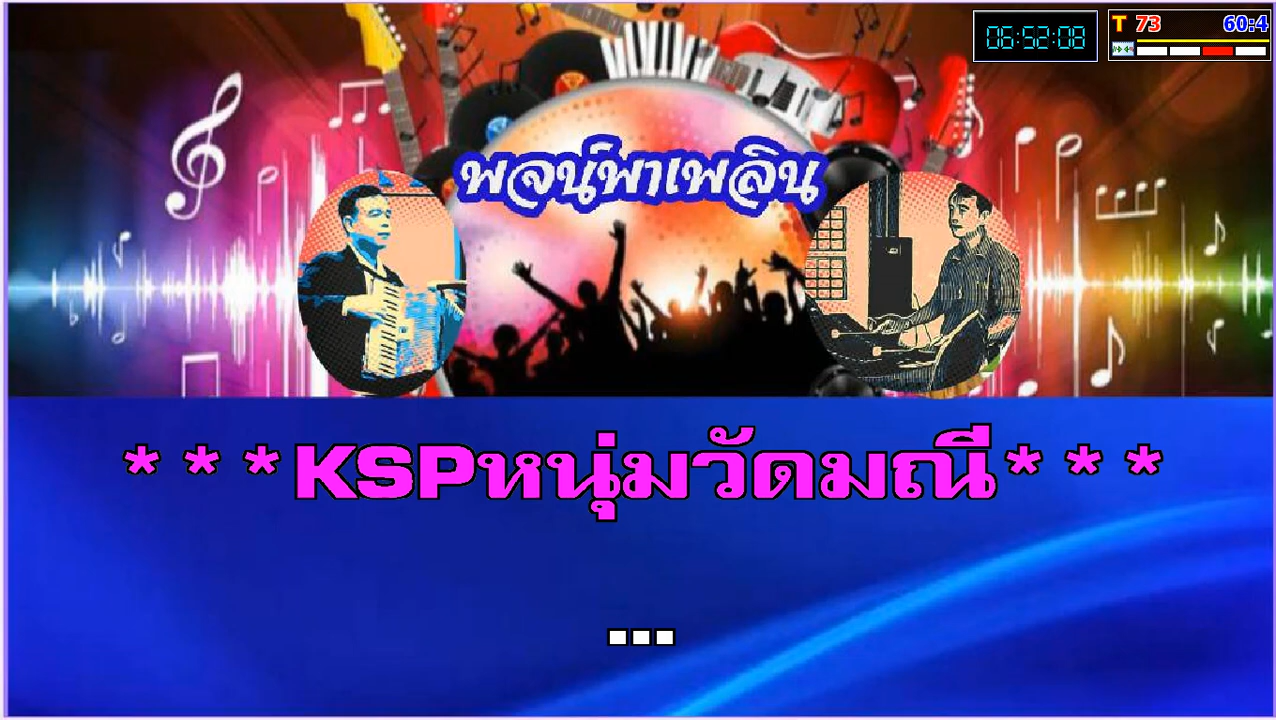 06:52:08
T 73 60:4
พจน์พาเพลิน
* * * KSPหนุ่มวัดมณี * * *
...